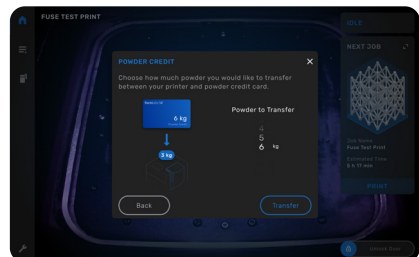 FUSE TEST PRINT
IDLE
NEXT JOB
POWDER CREDIT
Choose how much powder you would like to transfer
between your printer and powder credit card.
6 kg
3 kg
Powder to Transfer
4
5
6 kg
Back
Transfer
Job Name
Fuse Test Print
Estimated Time
5 h 17 min
PRINT
Unlock Door